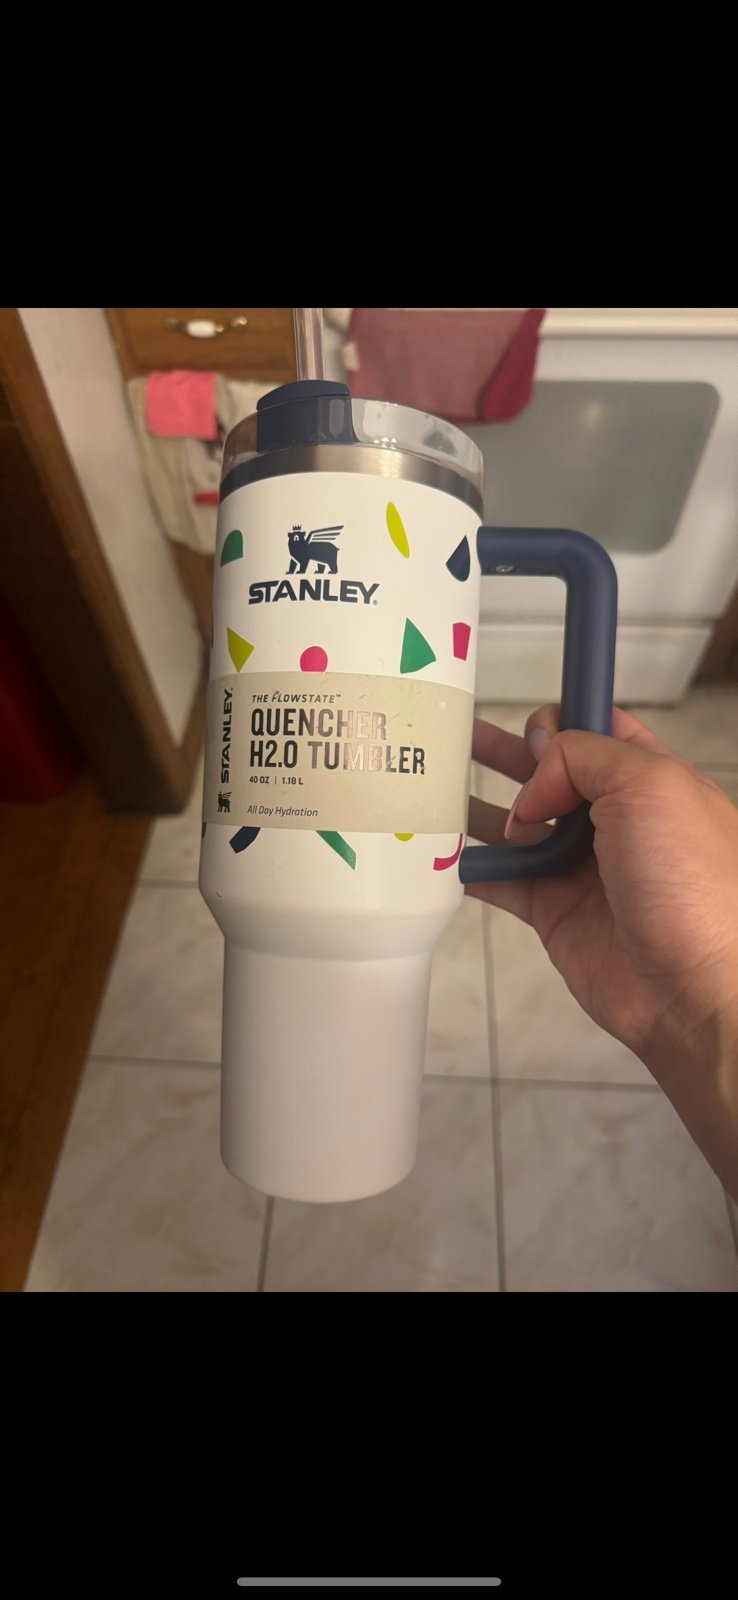 STANLEY®
STANLEY.
THE FLOWSTATE™
QUENCHER
H2.0 TUMBLER
40 OZ | 1.18 L
All Day Hydration